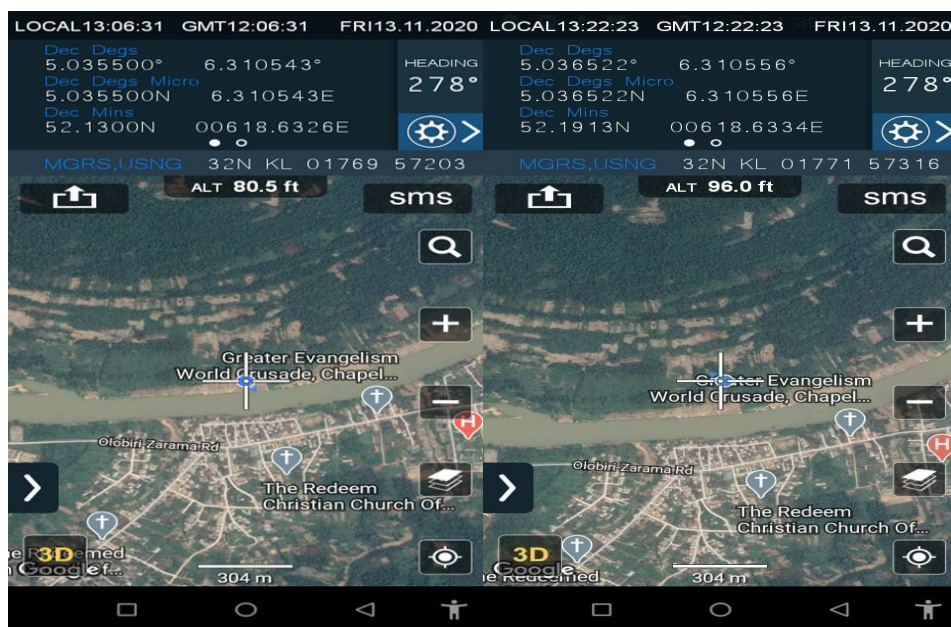 LOCAL13:06:31 GMT12:06:31 FRI13.11.2020
Dec Degs
5.035500° 6.310543°
Dec Degs Micro
5.035500N 6.310543E
Dec Mins
52.1300N 00618.6326E
HEADING
278°
MGRS,USNG 32N KL 01769 57203
ALT 80.5 ft
sms
Greater Evangelism
World Crusade, Chapel...
Olobiri-Zarama Rd
H
The Redeem
Christian Church Of...
3D
Google
304 m
LOCAL13:22:23 GMT12:22:23 FRI13.11.2020
Dec Degs
5.036522° 6.310556°
Dec Degs Micro
5.036522N 6.310556E
Dec Mins
52.1913N 00618.6334E
HEADING
278°
MGRS,USNG 32N KL 01771 57316
ALT 96.0 ft
sms
Greater Evangelism
World Crusade, Chapel...
Olobiri-Zarama Rd
H
The Redeem
Christian Church Of...
3D
Google
304 m